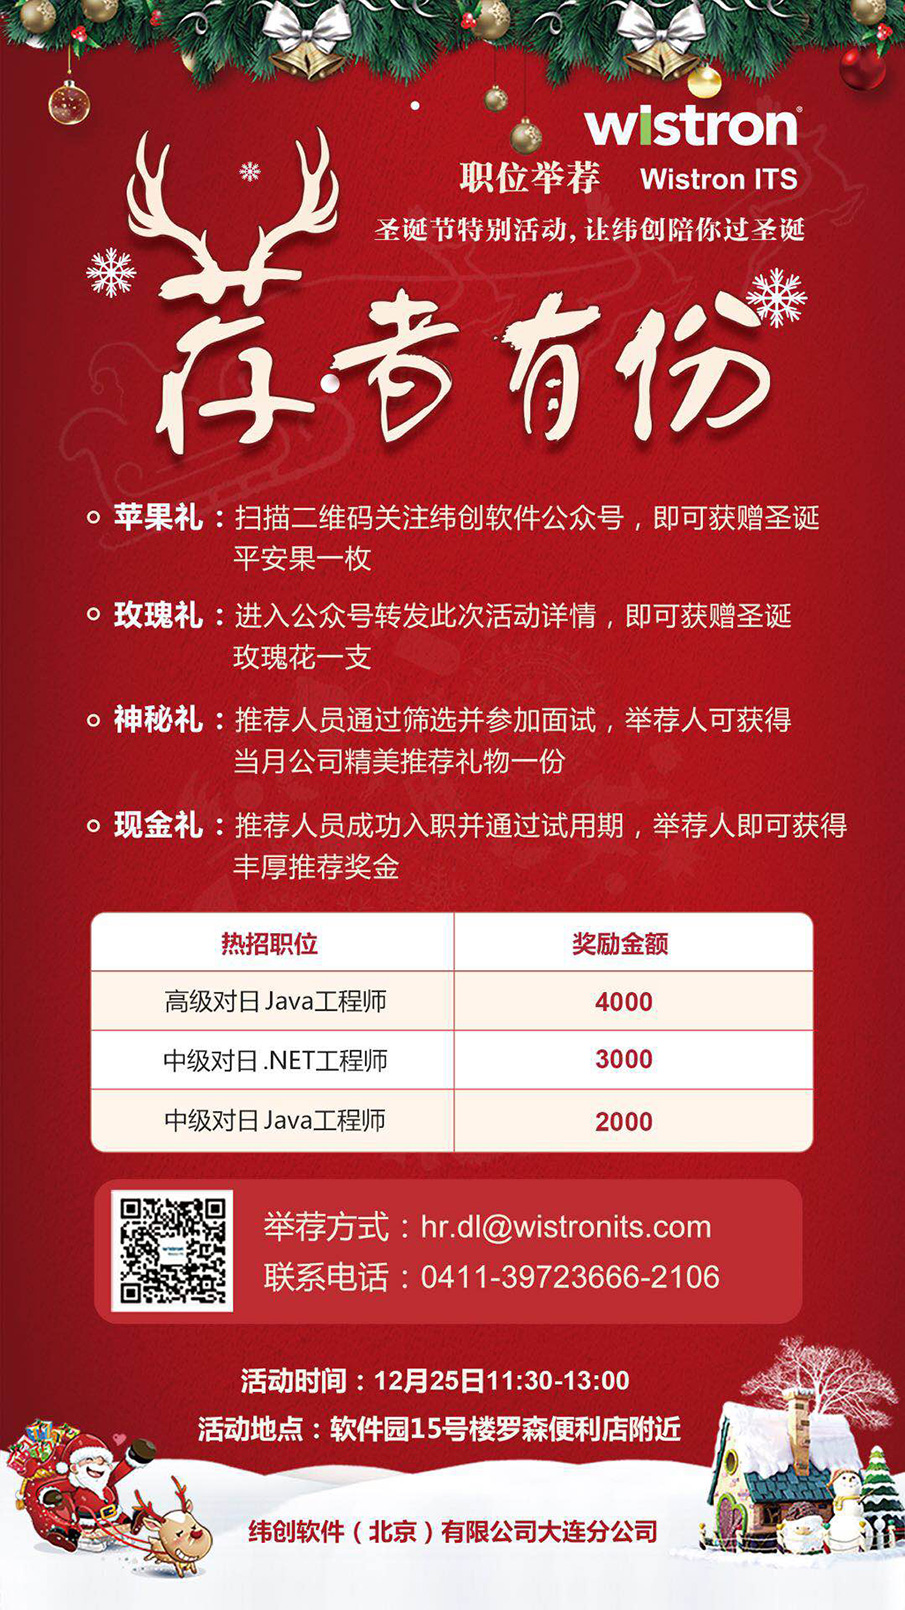 wistron
职位举荐 Wistron ITS
圣诞节特别活动, 让纬创陪你过圣诞
荐者有份
苹果礼：扫描二维码关注纬创软件公众号，即可获赠圣诞
平安果一枚
玫瑰礼：进入公众号转发此次活动详情，即可获赠圣诞
玫瑰花一支
神秘礼：推荐人员通过筛选并参加面试，举荐人可获得
当月公司精美推荐礼物一份
现金礼：推荐人员成功入职并通过试用期，举荐人即可获得
丰厚推荐奖金
热招职位 奖励金额
高级对日Java工程师 4000
中级对日.NET工程师 3000
中级对日Java工程师 2000
举荐方式：hr.dl@wistronits.com
联系电话：0411-39723666-2106
活动时间：12月25日11:30-13:00
活动地点：软件园15号楼罗森便利店附近
纬创软件（北京）有限公司大连分公司